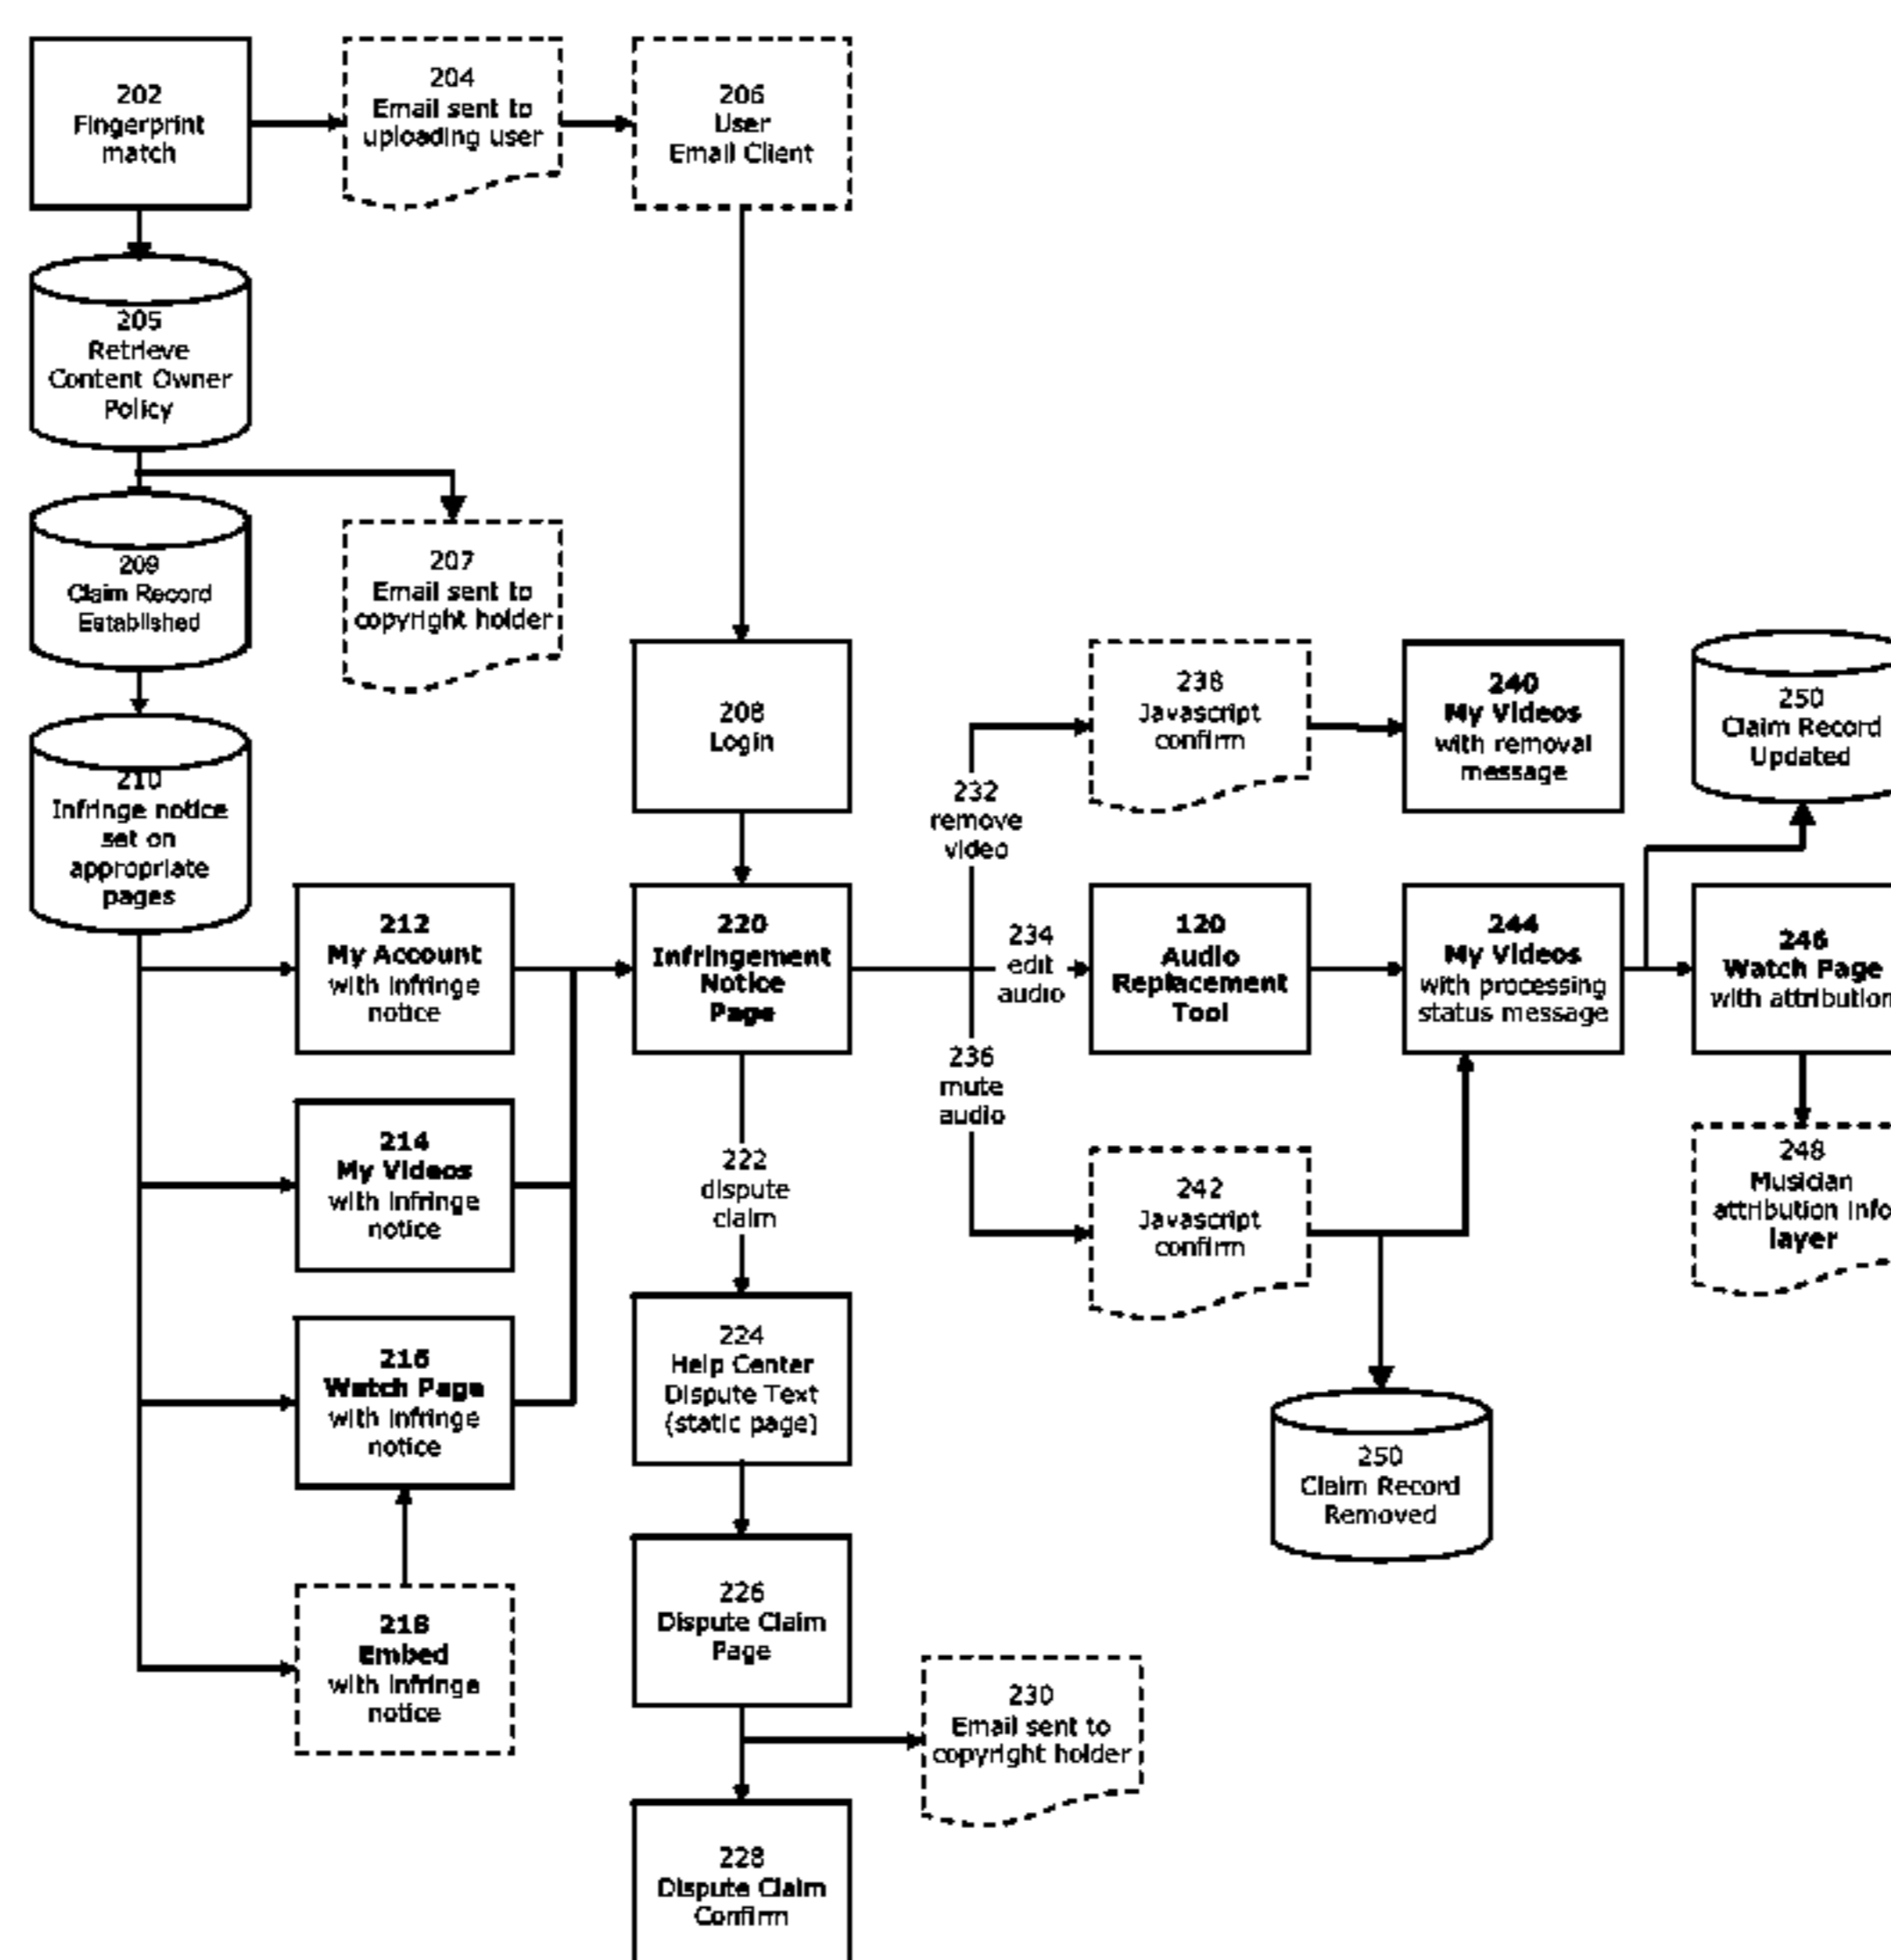 202
Fingerprint
match
204
Email sent to
uploading user
206
User
Email Client
205
Retrieve
Content Owner
Policy
209
Claim Record
Established
207
Email sent to
copyright holder
210
Infringe notice
set on
appropriate
pages
208
Login
212
My Account
with infringe
notice
214
My Videos
with infringe
notice
216
Watch Page
with infringe
notice
218
Embed
with infringe
notice
220
Infringement
Notice
Page
222
dispute
claim
224
Help Center
Dispute Text
(static page)
226
Dispute Claim
Page
230
Email sent to
copyright holder
228
Dispute Claim
Confirm
232
remove
video
234
edit
audio
236
mute
audio
238
Javascript
confirm
240
My Videos
with removal
message
120
Audio
Replacement
Tool
244
My Videos
with processing
status message
242
Javascript
confirm
250
Claim Record
Removed
250
Claim Record
Updated
246
Watch Page
with attribution
248
Musician
attribution info
layer